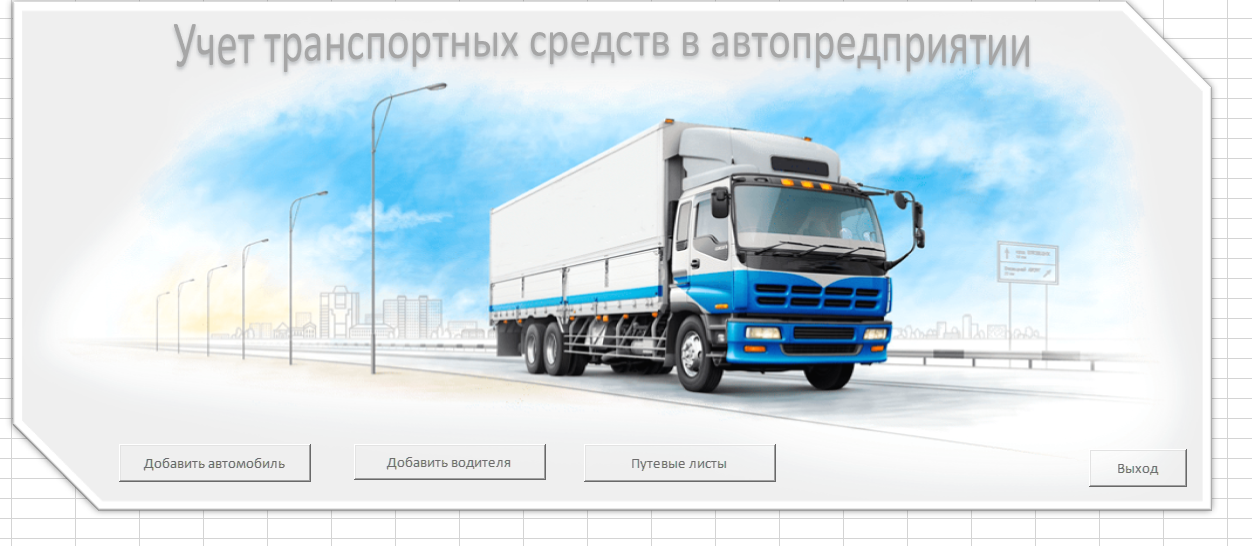 Учет транспортных средств в автопредприятии
Добавить автомобиль
Добавить водителя
Путевые листы
Выход